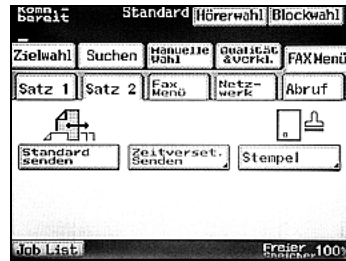 Komm.-
bereit
Standard Hörerwahl Blockwahl
Zielwahl Suchen Manuelle Wahl Qualität &verkl. FAX Menü
Satz 1 Satz 2 Fax Menü Netz-werk Abruf
Standard senden Zeitverset. Senden Stempel
Job List. Freier Speicher 100%